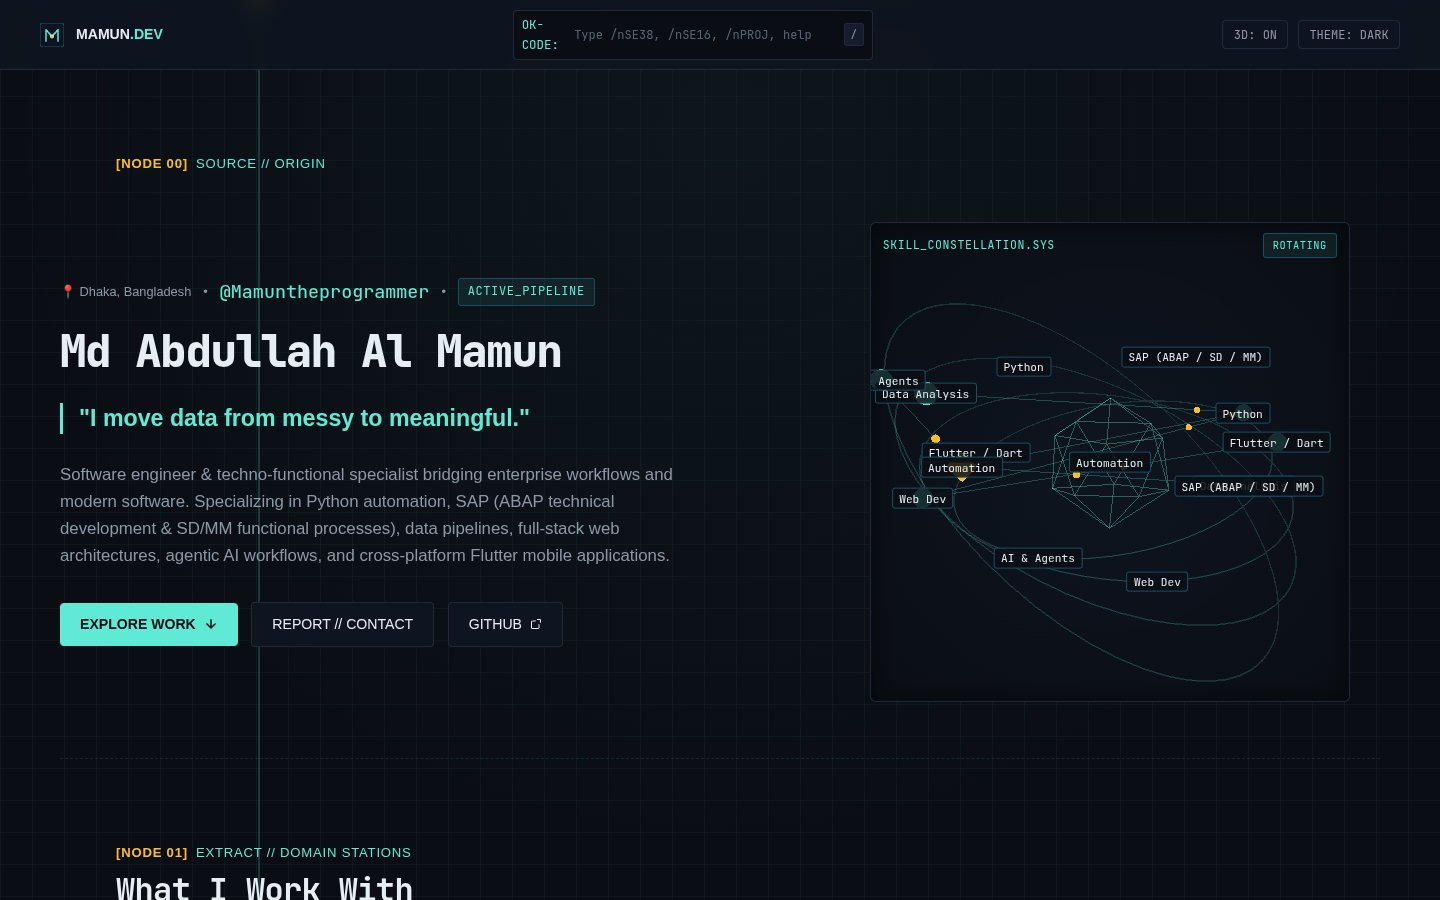 MAMUN.DEV
OK-
CODE:
Type /nSE38, /nSE16, /nPROJ, help
/
3D: ON
THEME: DARK
[NODE 00] SOURCE // ORIGIN
Dhaka, Bangladesh • @Mamuntheprogrammer • ACTIVE_PIPELINE
Md Abdullah Al Mamun
"I move data from messy to meaningful."
Software engineer & techno-functional specialist bridging enterprise workflows and
modern software. Specializing in Python automation, SAP (ABAP technical
development & SD/MM functional processes), data pipelines, full-stack web
architectures, agentic AI workflows, and cross-platform Flutter mobile applications.
EXPLORE WORK ↓
REPORT // CONTACT
GITHUB
SKILL_CONSTELLATION.SYS
ROTATING
SAP (ABAP / SD / MM)
Python
Agents
Data Analysis
Python
Flutter / Dart
Flutter / Dart
Automation
Automation
SAP (ABAP / SD / MM)
Web Dev
AI & Agents
Web Dev
[NODE 01] EXTRACT // DOMAIN STATIONS
What I Work With